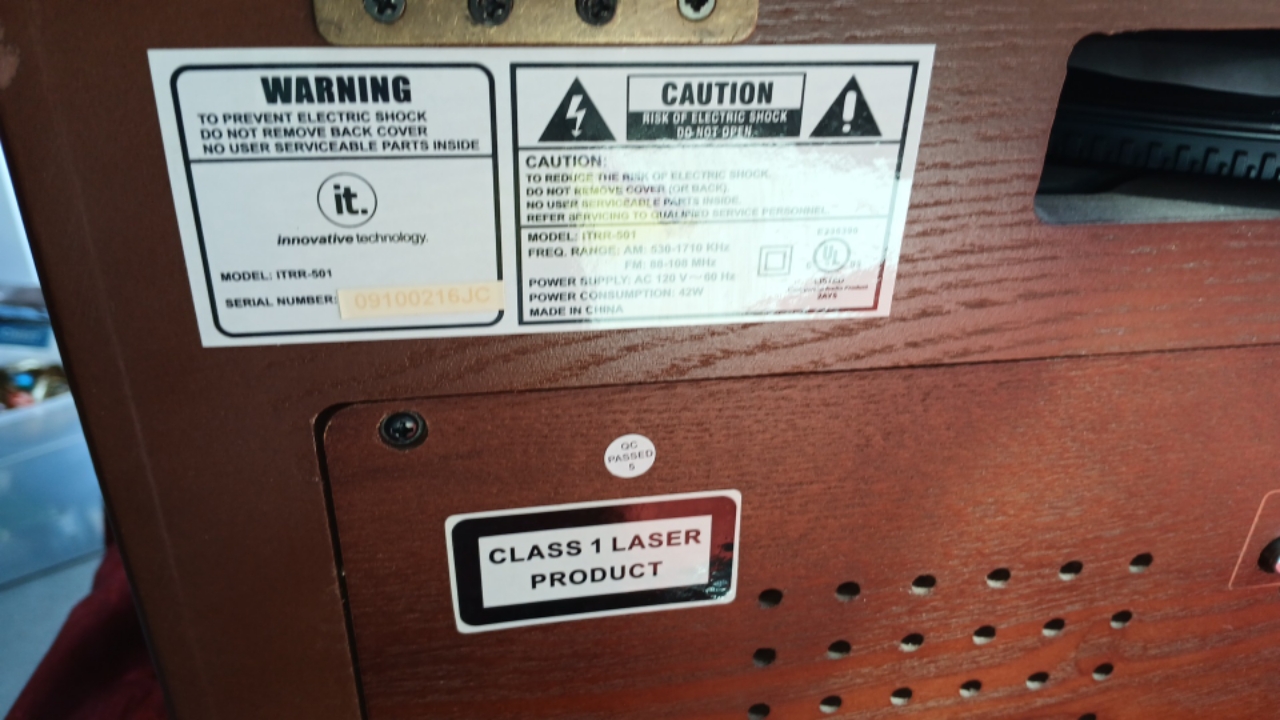 WARNING
TO PREVENT ELECTRIC SHOCK
DO NOT REMOVE BACK COVER
NO USER SERVICEABLE PARTS INSIDE
it.
innovative technology.
MODEL: ITRR-501
SERIAL NUMBER: 09100216JC
CAUTION
RISK OF ELECTRIC SHOCK
DO NOT OPEN
CAUTION:
TO REDUCE THE RISK OF ELECTRIC SHOCK.
DO NOT REMOVE COVER (OR BACK).
NO USER SERVICEABLE PARTS INSIDE.
REFER SERVICING TO QUALIFIED SERVICE PERSONNEL.
MODEL: ITRR-501
FREQ. RANGE: AM: 530-1710 KHz
FM: 88-108 MHz
POWER SUPPLY: AC 120 V~60 Hz
POWER CONSUMPTION: 42W
MADE IN CHINA
UL
LISTED
QC
PASSED
5
CLASS 1 LASER
PRODUCT